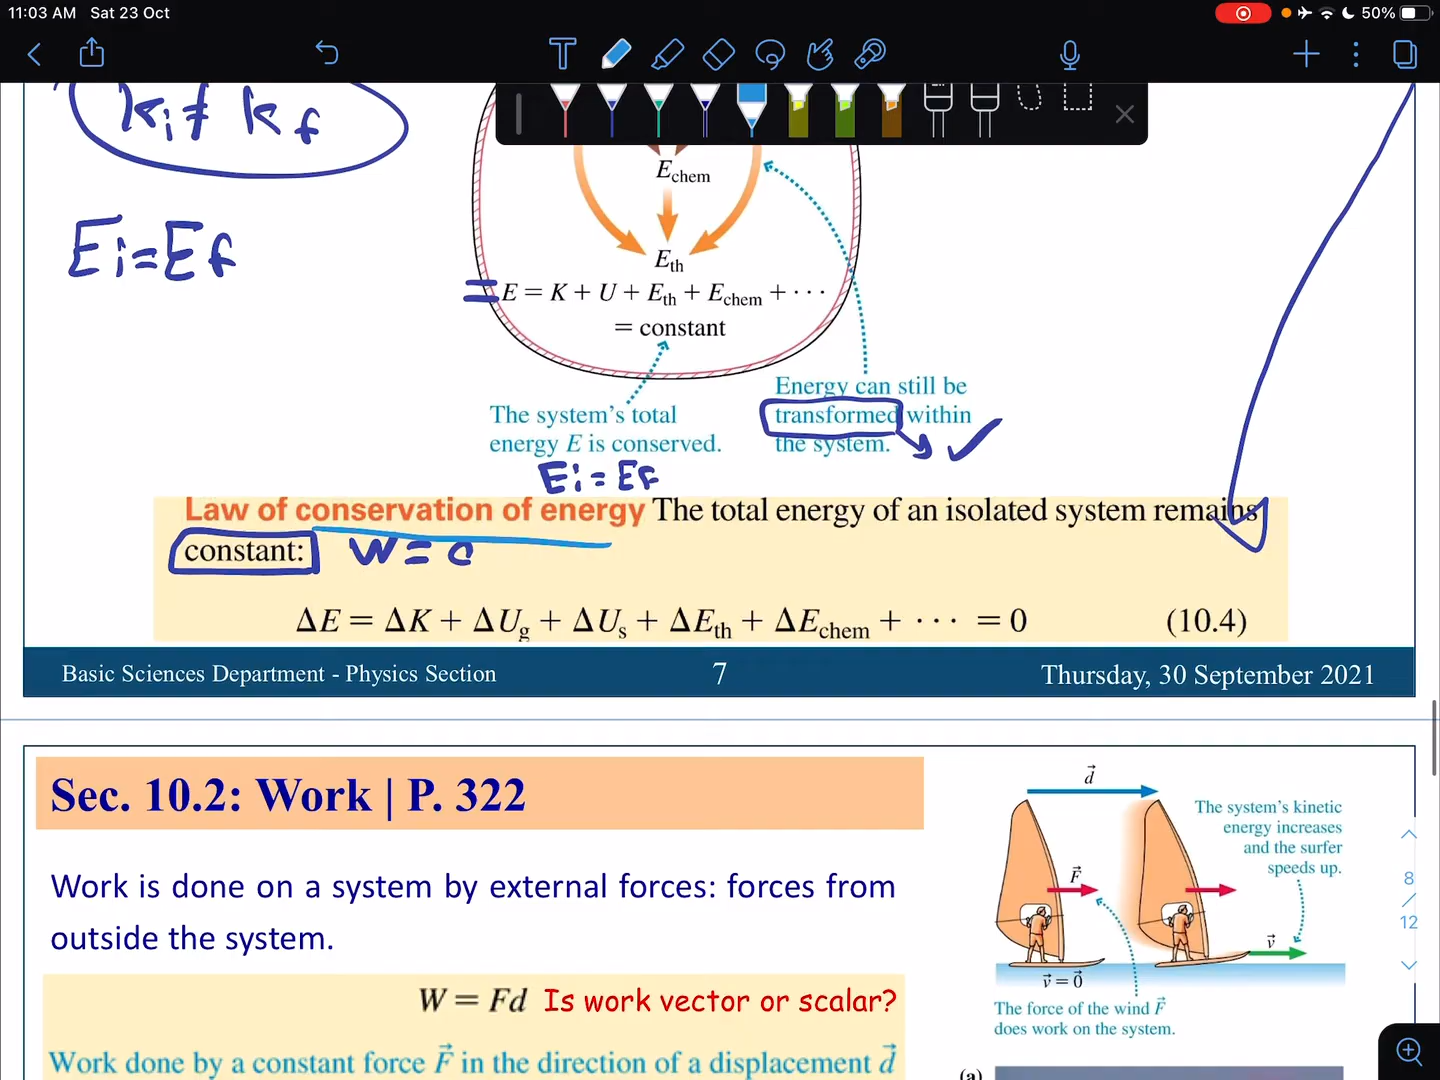 11:03 AM Sat 23 Oct
50%
Ki ≠ Kf
Echem
Ei = Ef
Eth
= E = K + U + Eth + Echem + · · ·
= constant
Energy can still be
transformed within
the system.
The system's total
energy E is conserved.
Ei = Ef
Law of conservation of energy The total energy of an isolated system remains
constant: W = 0
ΔE = ΔK + ΔUg + ΔUs + ΔEth + ΔEchem + · · · = 0 (10.4)
Basic Sciences Department - Physics Section 7 Thursday, 30 September 2021
Sec. 10.2: Work | P. 322
Work is done on a system by external forces: forces from
outside the system.
W = Fd Is work vector or scalar?
Work done by a constant force F⃗ in the direction of a displacement d⃗
d⃗
The system's kinetic
energy increases
and the surfer
speeds up.
F⃗
v⃗
v⃗ = 0⃗
The force of the wind F⃗
does work on the system.
(a)
8
/
12